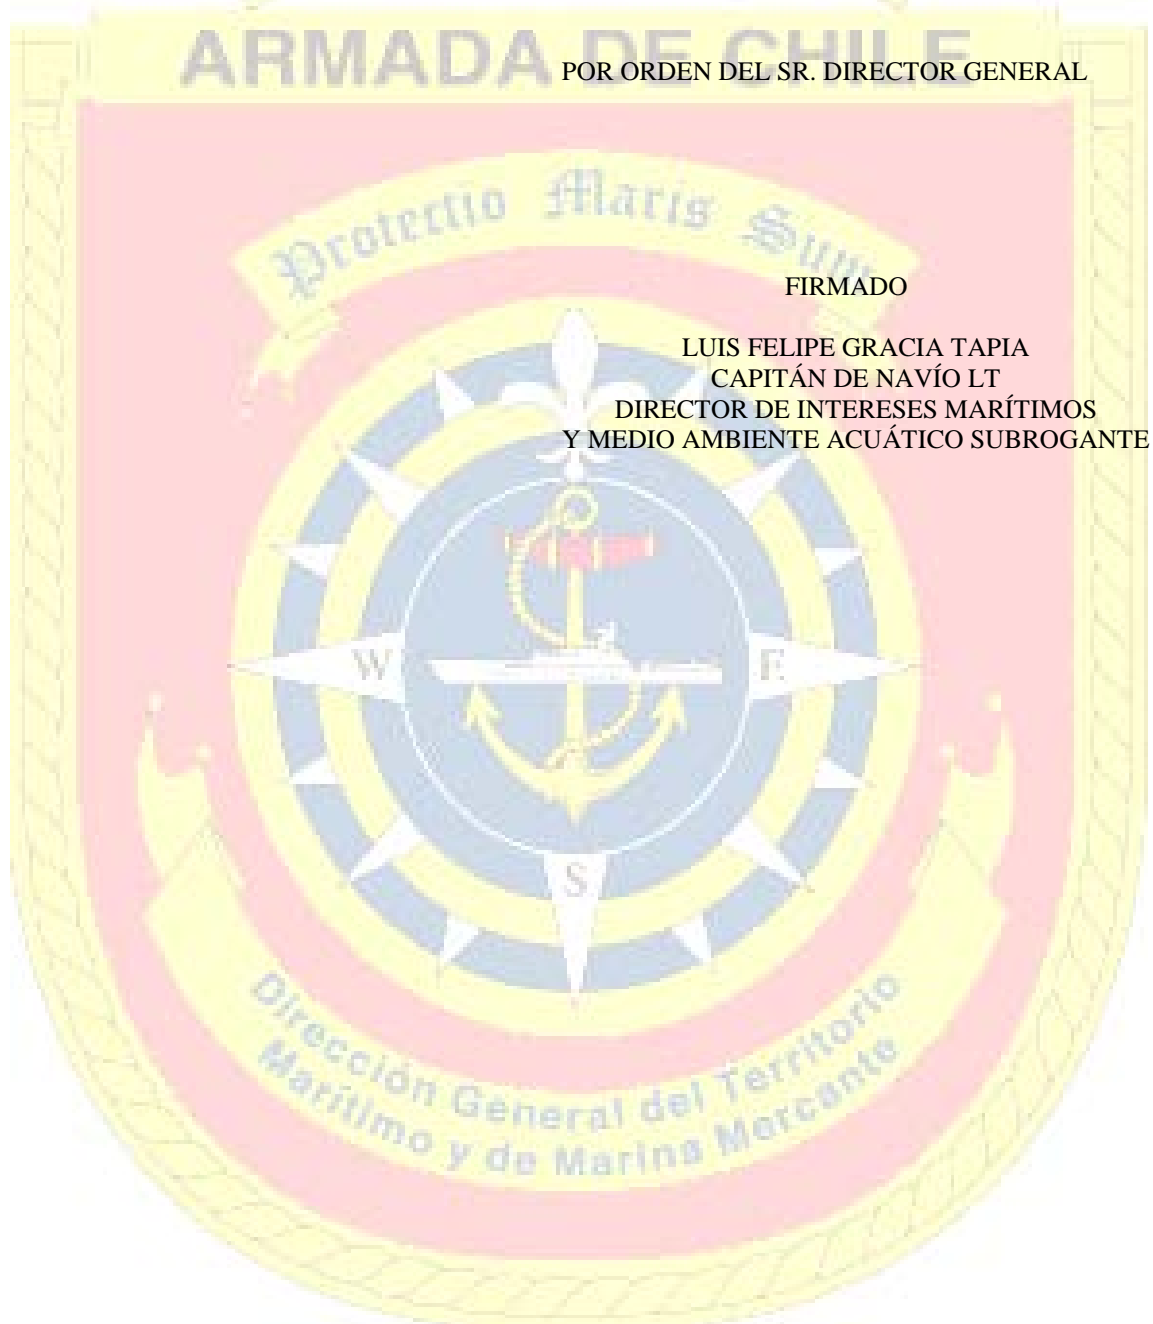 ARMADA DE CHILE
POR ORDEN DEL SR. DIRECTOR GENERAL
Protectio Maris Sum
FIRMADO
LUIS FELIPE GRACIA TAPIA
CAPITÁN DE NAVÍO LT
DIRECTOR DE INTERESES MARÍTIMOS
Y MEDIO AMBIENTE ACUÁTICO SUBROGANTE
W
E
S
Dirección General del Territorio
Marítimo y de Marina Mercante